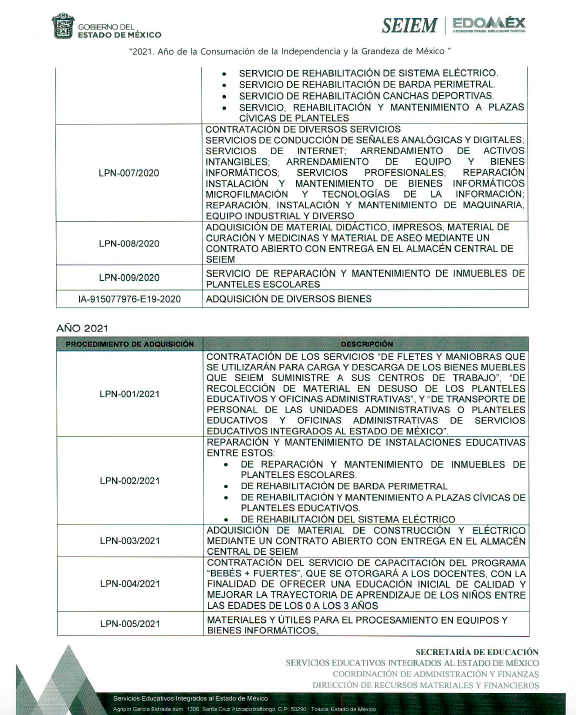 GOBIERNO DEL
ESTADO DE MÉXICO
SEIEM
EDOMÉX
"2021. Año de la Consumación de la Independencia y la Grandeza de México "
• SERVICIO DE REHABILITACIÓN DE SISTEMA ELÉCTRICO.
• SERVICIO DE REHABILITACIÓN DE BARDA PERIMETRAL.
• SERVICIO DE REHABILITACIÓN CANCHAS DEPORTIVAS.
• SERVICIO, REHABILITACIÓN Y MANTENIMIENTO A PLAZAS
CÍVICAS DE PLANTELES
LPN-007/2020
CONTRATACIÓN DE DIVERSOS SERVICIOS
SERVICIOS DE CONDUCCIÓN DE SEÑALES ANALÓGICAS Y DIGITALES;
SERVICIOS DE INTERNET; ARRENDAMIENTO DE ACTIVOS
INTANGIBLES; ARRENDAMIENTO DE EQUIPO Y BIENES
INFORMÁTICOS; SERVICIOS PROFESIONALES; REPARACIÓN
INSTALACIÓN Y MANTENIMIENTO DE BIENES INFORMÁTICOS
MICROFILMACIÓN Y TECNOLOGÍAS DE LA INFORMACIÓN;
REPARACIÓN, INSTALACIÓN Y MANTENIMIENTO DE MAQUINARIA,
EQUIPO INDUSTRIAL Y DIVERSO
LPN-008/2020
ADQUISICIÓN DE MATERIAL DIDÁCTICO, IMPRESOS, MATERIAL DE
CURACIÓN Y MEDICINAS Y MATERIAL DE ASEO MEDIANTE UN
CONTRATO ABIERTO CON ENTREGA EN EL ALMACÉN CENTRAL DE
SEIEM
LPN-009/2020
SERVICIO DE REPARACIÓN Y MANTENIMIENTO DE INMUEBLES DE
PLANTELES ESCOLARES
IA-915077976-E19-2020
ADQUISICIÓN DE DIVERSOS BIENES
AÑO 2021
PROCEDIMIENTO DE ADQUISICIÓN
DESCRIPCIÓN
LPN-001/2021
CONTRATACIÓN DE LOS SERVICIOS "DE FLETES Y MANIOBRAS QUE
SE UTILIZARÁN PARA CARGA Y DESCARGA DE LOS BIENES MUEBLES
QUE SEIEM SUMINISTRE A SUS CENTROS DE TRABAJO", "DE
RECOLECCIÓN DE MATERIAL EN DESUSO DE LOS PLANTELES
EDUCATIVOS Y OFICINAS ADMINISTRATIVAS", Y "DE TRANSPORTE DE
PERSONAL DE LAS UNIDADES ADMINISTRATIVAS O PLANTELES
EDUCATIVOS Y OFICINAS ADMINISTRATIVAS DE SERVICIOS
EDUCATIVOS INTEGRADOS AL ESTADO DE MÉXICO".
LPN-002/2021
REPARACIÓN Y MANTENIMIENTO DE INSTALACIONES EDUCATIVAS
ENTRE ESTOS:
• DE REPARACIÓN Y MANTENIMIENTO DE INMUEBLES DE
PLANTELES ESCOLARES.
• DE REHABILITACIÓN DE BARDA PERIMETRAL
• DE REHABILITACIÓN Y MANTENIMIENTO A PLAZAS CÍVICAS DE
PLANTELES EDUCATIVOS.
• DE REHABILITACIÓN DEL SISTEMA ELÉCTRICO
LPN-003/2021
ADQUISICIÓN DE MATERIAL DE CONSTRUCCIÓN Y ELÉCTRICO
MEDIANTE UN CONTRATO ABIERTO CON ENTREGA EN EL ALMACÉN
CENTRAL DE SEIEM
LPN-004/2021
CONTRATACIÓN DEL SERVICIO DE CAPACITACIÓN DEL PROGRAMA
"BEBÉS + FUERTES", QUE SE OTORGARÁ A LOS DOCENTES, CON LA
FINALIDAD DE OFRECER UNA EDUCACIÓN INICIAL DE CALIDAD Y
MEJORAR LA TRAYECTORIA DE APRENDIZAJE DE LOS NIÑOS ENTRE
LAS EDADES DE LOS 0 A LOS 3 AÑOS
LPN-005/2021
MATERIALES Y ÚTILES PARA EL PROCESAMIENTO EN EQUIPOS Y
BIENES INFORMÁTICOS,
SECRETARÍA DE EDUCACIÓN
SERVICIOS EDUCATIVOS INTEGRADOS AL ESTADO DE MÉXICO
COORDINACIÓN DE ADMINISTRACIÓN Y FINANZAS
DIRECCIÓN DE RECURSOS MATERIALES Y FINANCIEROS
Servicios Educativos Integrados al Estado de México
Agripín García Estrada núm. 1306, Santa Cruz Atzcapotzaltongo, C.P. 50290, Toluca, Estado de México